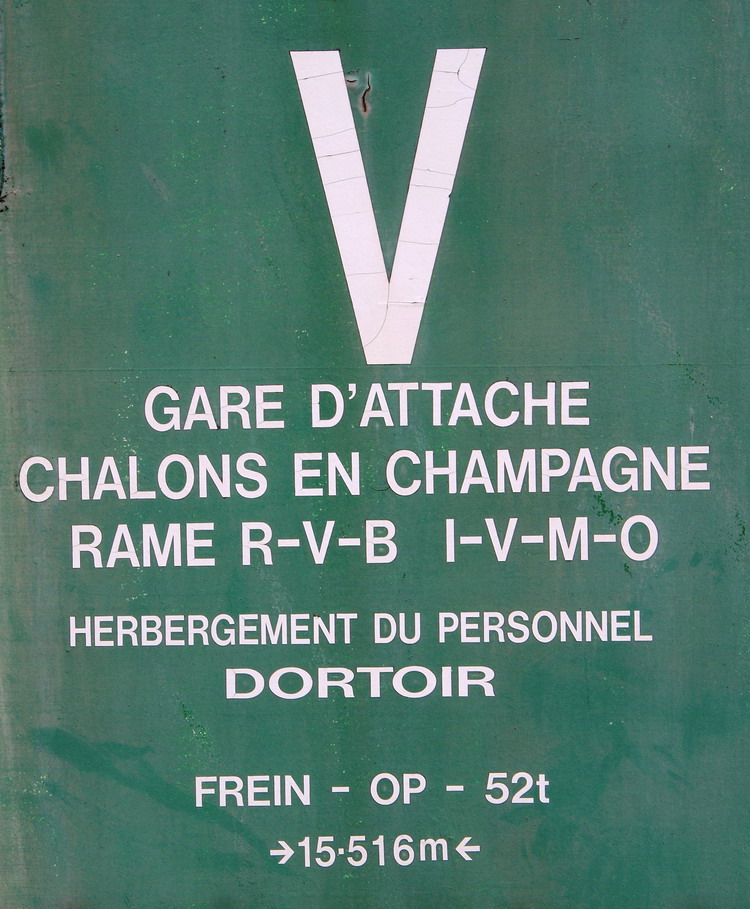 V
GARE D'ATTACHE
CHALONS EN CHAMPAGNE
RAME R-V-B I-V-M-O
HERBERGEMENT DU PERSONNEL
DORTOIR
FREIN - OP - 52t
→15·516m←